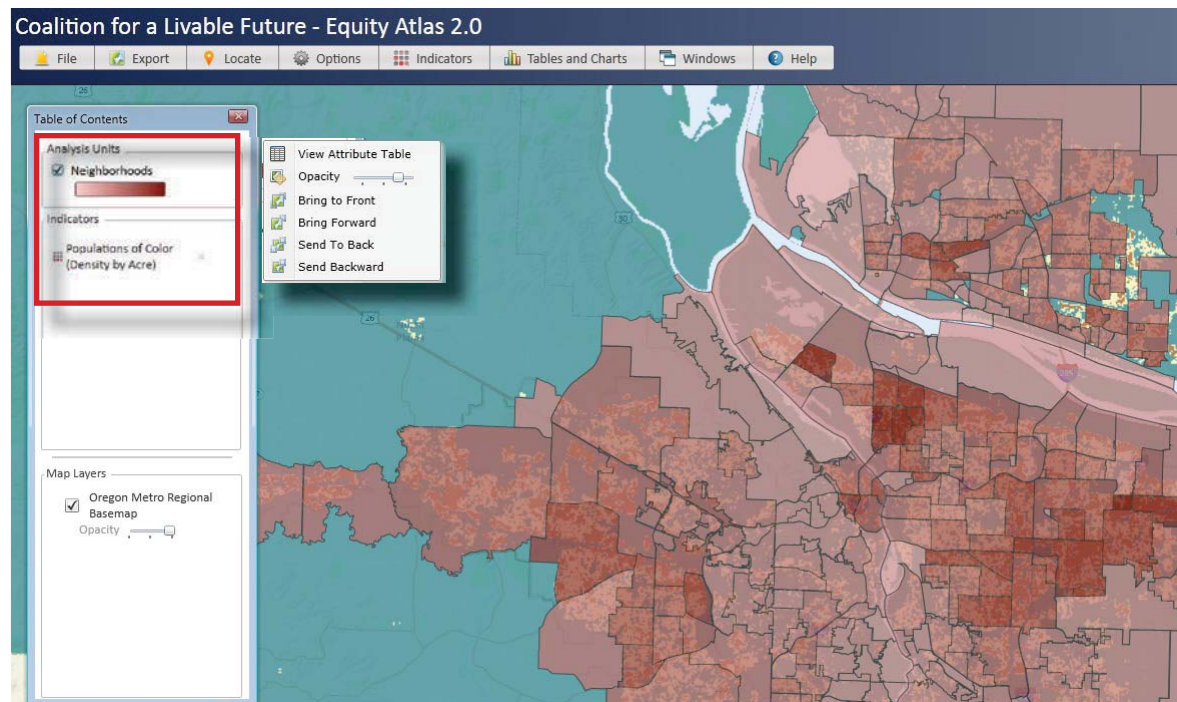 Coalition for a Livable Future - Equity Atlas 2.0
File Export Locate Options Indicators Tables and Charts Windows Help
26
Table of Contents
Analysis Units
Neighborhoods
Indicators
Populations of Color
(Density by Acre)
View Attribute Table
Opacity
Bring to Front
Bring Forward
Send To Back
Send Backward
30
26
205
Map Layers
Oregon Metro Regional
Basemap
Opacity